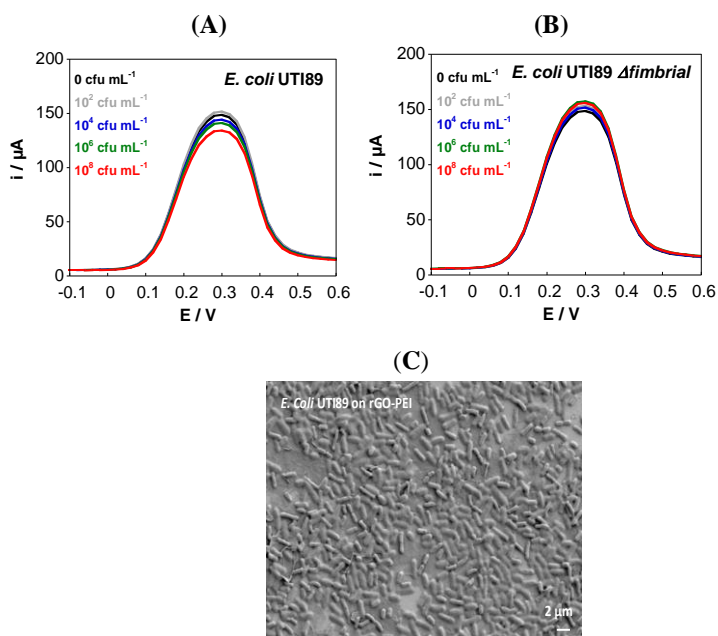 (A)
(B)
200
150
100
50
0
i / µA
0 cfu mL⁻¹
10² cfu mL⁻¹
10⁴ cfu mL⁻¹
10⁶ cfu mL⁻¹
10⁸ cfu mL⁻¹
E. coli UTI89
-0.1 0 0.1 0.2 0.3 0.4 0.5 0.6
E / V
200
150
100
50
0
i / µA
0 cfu mL⁻¹
10² cfu mL⁻¹
10⁴ cfu mL⁻¹
10⁶ cfu mL⁻¹
10⁸ cfu mL⁻¹
E. coli UTI89 Δfimbrial
-0.1 0 0.1 0.2 0.3 0.4 0.5 0.6
E / V
(C)
E. Coli UTI89 on rGO-PEI
2 µm